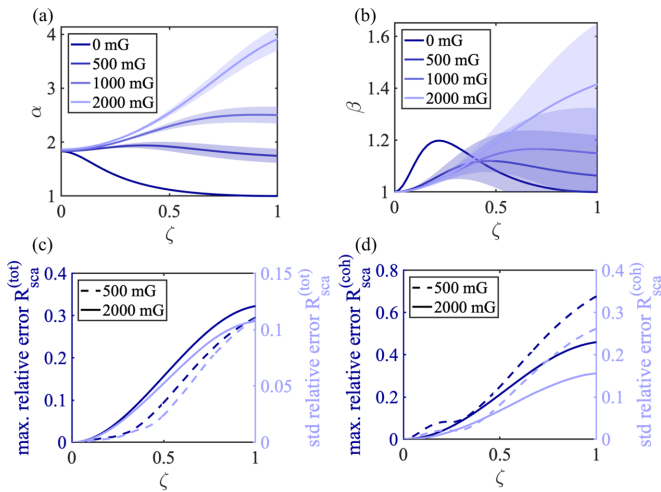 (a)
4
3
2
1
α
0 mG
500 mG
1000 mG
2000 mG
0
0.5
1
ζ
(b)
1.6
1.4
1.2
1
β
0 mG
500 mG
1000 mG
2000 mG
0
0.5
1
ζ
(c)
0.4
0.3
0.2
0.1
0
max. relative error R_sca^(tot)
500 mG
2000 mG
0.15
0.1
0.05
0
std relative error R_sca^(tot)
0
0.5
1
ζ
(d)
0.8
0.6
0.4
0.2
0
max. relative error R_sca^(coh)
500 mG
2000 mG
0.4
0.3
0.2
0.1
0
std relative error R_sca^(coh)
0
0.5
1
ζ